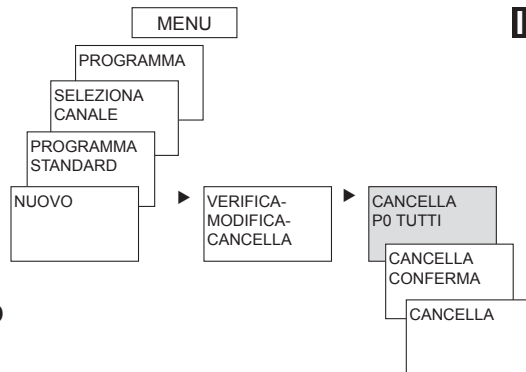 MENU
PROGRAMMA
SELEZIONA
CANALE
PROGRAMMA
STANDARD
NUOVO
VERIFICA-
MODIFICA-
CANCELLA
CANCELLA
P0 TUTTI
CANCELLA
CONFERMA
CANCELLA